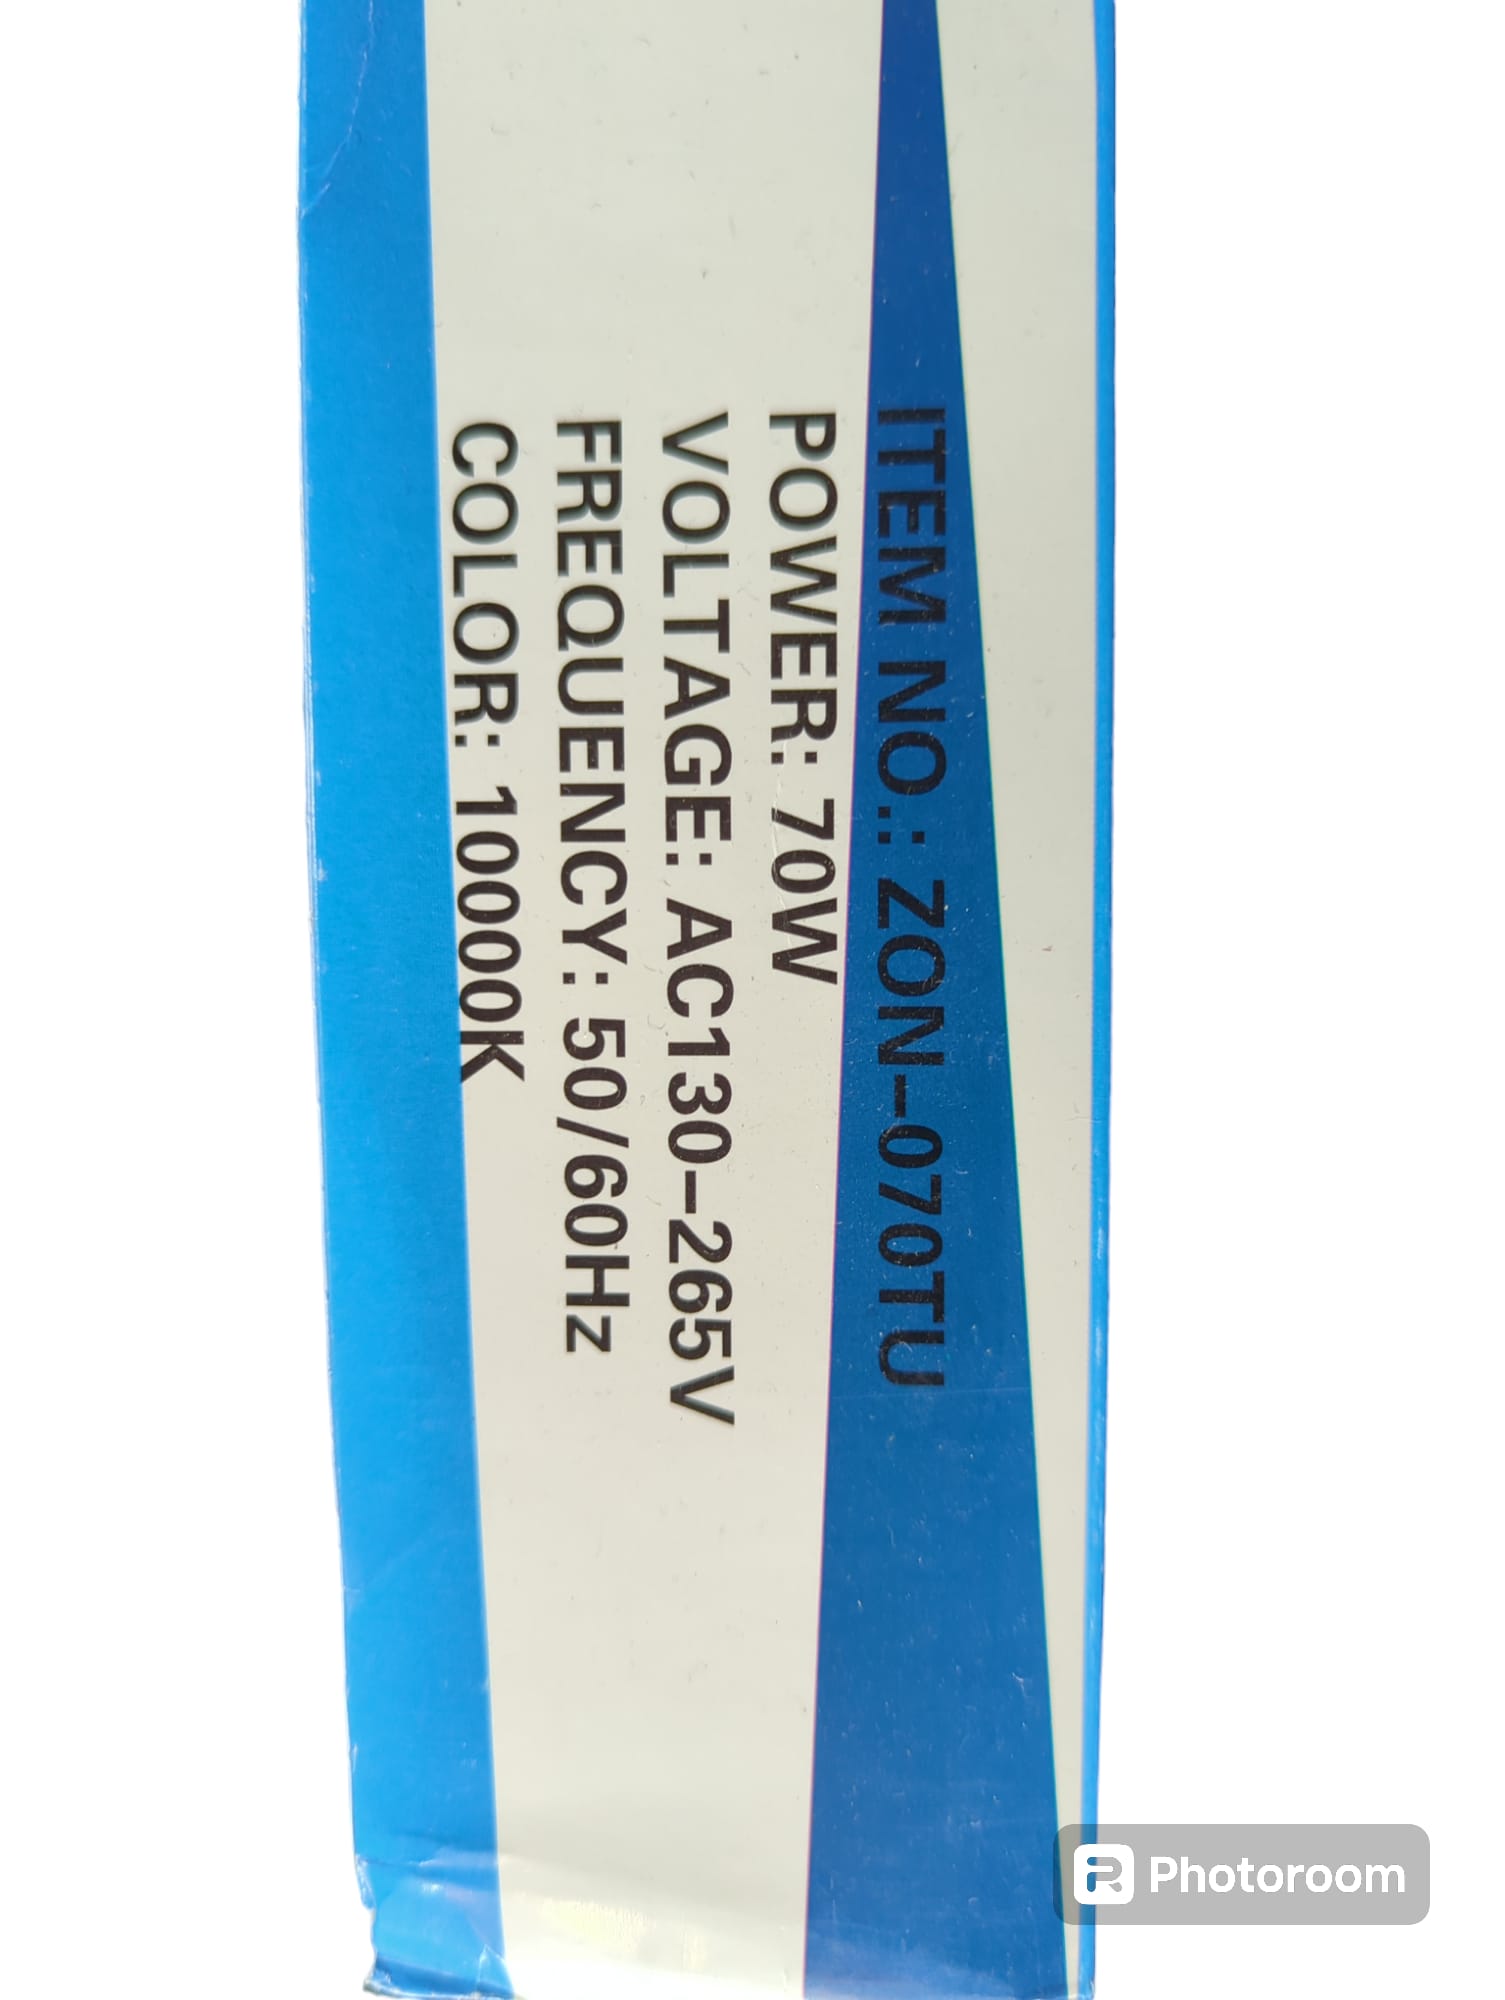 ITEM NO.: ZON-070TU
POWER: 70W
VOLTAGE: AC130-265V
FREQUENCY: 50/60Hz
COLOR: 10000K
Photoroom